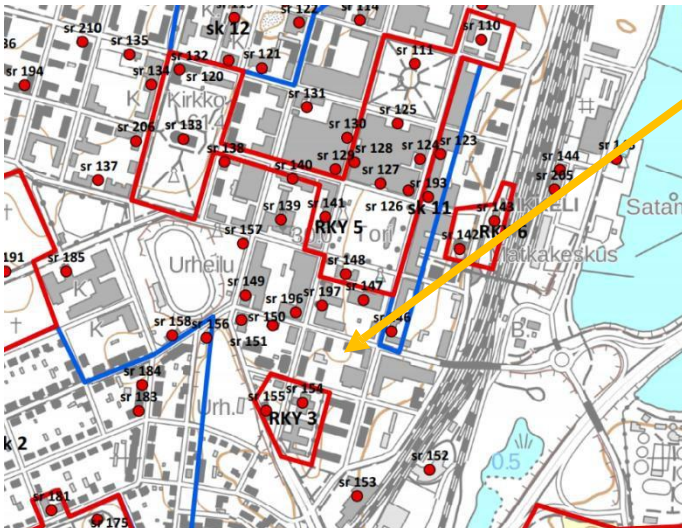 sr 122
sr 114
sr 210
sk 12
sr 110
sr 135
K
sr 132
sr 121
sr 111
sr 194
sr 134
sr 120
Kirkko
sr 131
K
sr 125
sr 206
sr 133
sr 130
sr 138
sr 129
sr 128
sr 124
sr 123
sr 144
sr 137
sr 140
sr 127
sr 205
sr 193
sr 139
sr 141
sr 126
sk 11
sr 143
RKY 5
Tori
Satam
sr 157
sr 142
Matkakeskus
191
sr 185
Urheilu
sr 148
K
sr 149
sr 196
sr 197
sr 147
sr 158
sr 156
sr 150
sr 151
B.
K
sr 184
sr 183
Urh.
sr 155
sr 154
RKY 3
k 2
0.5
sr 152
sr 181
sr 153
sr 175